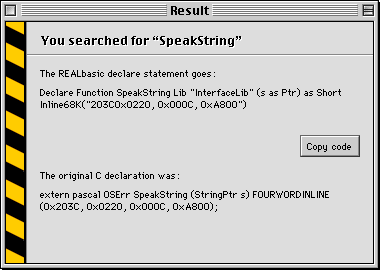 Result
You searched for “SpeakString”
The REALbasic declare statement goes:
Declare Function SpeakString Lib "InterfaceLib" (s as Ptr) as Short
Inline68K("203C0x0220, 0x000C, 0xA800")
Copy code
The original C declaration was:
extern pascal OSErr SpeakString (StringPtr s) FOURWORDINLINE
(0x203C, 0x0220, 0x000C, 0xA800);